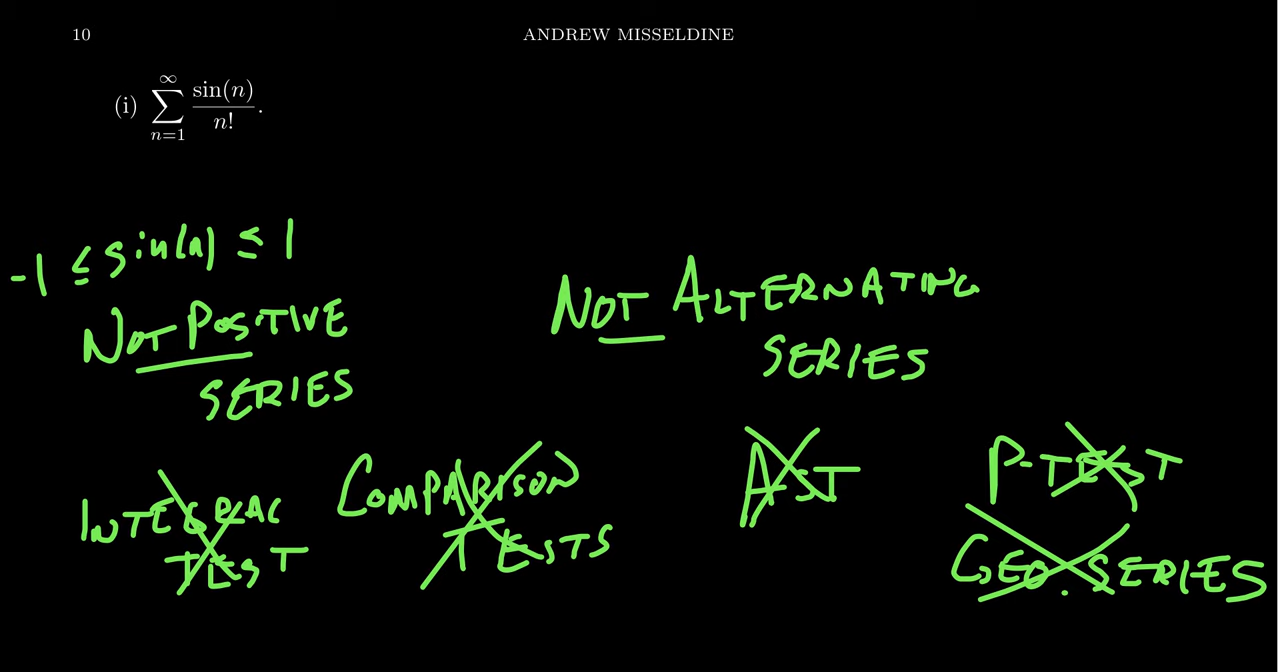 10 ANDREW MISSELDINE
(i) ∑_{n=1}^{∞} sin(n)/n!.
-1 ≤ sin(n) ≤ 1
NOT POSITIVE
SERIES
NOT ALTERNATING
SERIES
INTEGRAL
TEST
COMPARISON
TESTS
AST
P-TEST
GEO. SERIES